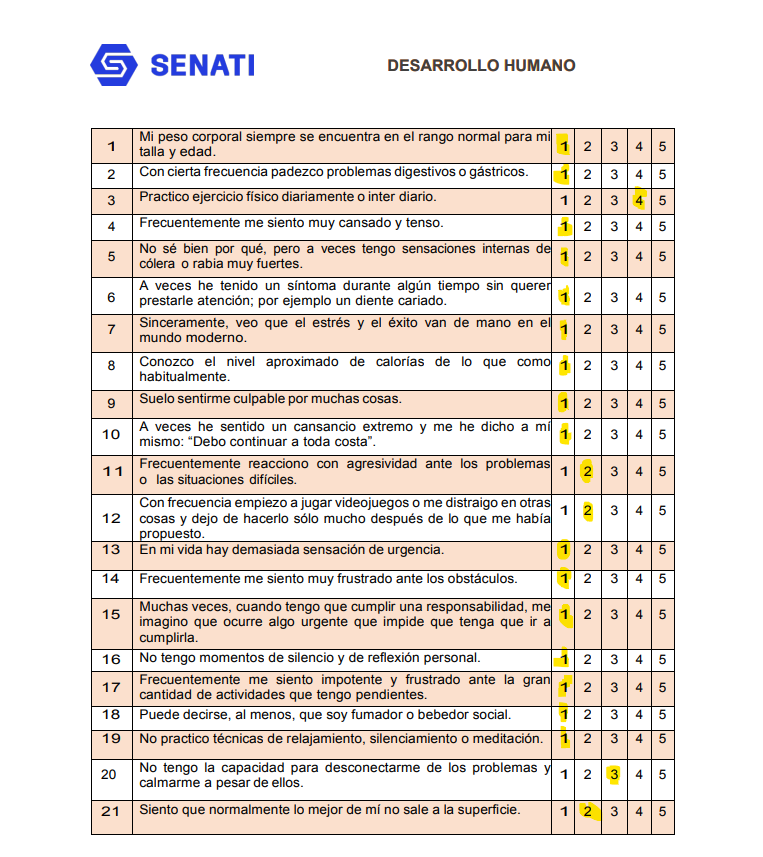 SENATI
DESARROLLO HUMANO
1 Mi peso corporal siempre se encuentra en el rango normal para mi 1 2 3 4 5
talla y edad.
2 Con cierta frecuencia padezco problemas digestivos o gástricos. 1 2 3 4 5
3 Practico ejercicio físico diariamente o inter diario. 1 2 3 4 5
4 Frecuentemente me siento muy cansado y tenso. 1 2 3 4 5
5 No sé bien por qué, pero a veces tengo sensaciones internas de 1 2 3 4 5
cólera o rabia muy fuertes.
6 A veces he tenido un síntoma durante algún tiempo sin querer 1 2 3 4 5
prestarle atención; por ejemplo un diente cariado.
7 Sinceramente, veo que el estrés y el éxito van de mano en el 1 2 3 4 5
mundo moderno.
8 Conozco el nivel aproximado de calorías de lo que como 1 2 3 4 5
habitualmente.
9 Suelo sentirme culpable por muchas cosas. 1 2 3 4 5
10 A veces he sentido un cansancio extremo y me he dicho a mí 1 2 3 4 5
mismo: “Debo continuar a toda costa”.
11 Frecuentemente reacciono con agresividad ante los problemas 1 2 3 4 5
o las situaciones difíciles.
12 Con frecuencia empiezo a jugar videojuegos o me distraigo en otras 1 2 3 4 5
cosas y dejo de hacerlo sólo mucho después de lo que me había
propuesto.
13 En mi vida hay demasiada sensación de urgencia. 1 2 3 4 5
14 Frecuentemente me siento muy frustrado ante los obstáculos. 1 2 3 4 5
15 Muchas veces, cuando tengo que cumplir una responsabilidad, me 1 2 3 4 5
imagino que ocurre algo urgente que impide que tenga que ir a
cumplirla.
16 No tengo momentos de silencio y de reflexión personal. 1 2 3 4 5
17 Frecuentemente me siento impotente y frustrado ante la gran 1 2 3 4 5
cantidad de actividades que tengo pendientes.
18 Puede decirse, al menos, que soy fumador o bebedor social. 1 2 3 4 5
19 No practico técnicas de relajamiento, silenciamiento o meditación. 1 2 3 4 5
20 No tengo la capacidad para desconectarme de los problemas y 1 2 3 4 5
calmarme a pesar de ellos.
21 Siento que normalmente lo mejor de mí no sale a la superficie. 1 2 3 4 5